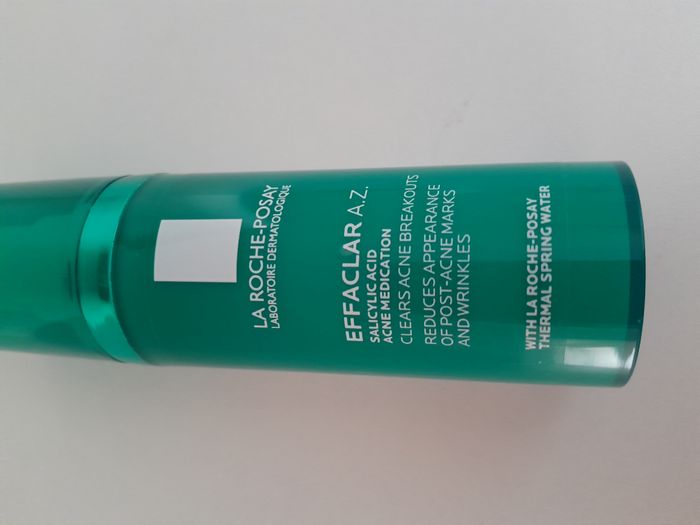 LA ROCHE-POSAY
LABORATOIRE DERMATOLOGIQUE
EFFACLAR A.Z.
SALICYLIC ACID
ACNE MEDICATION
CLEARS ACNE BREAKOUTS
REDUCES APPEARANCE
OF POST-ACNE MARKS
AND WRINKLES
WITH LA ROCHE-POSAY
THERMAL SPRING WATER